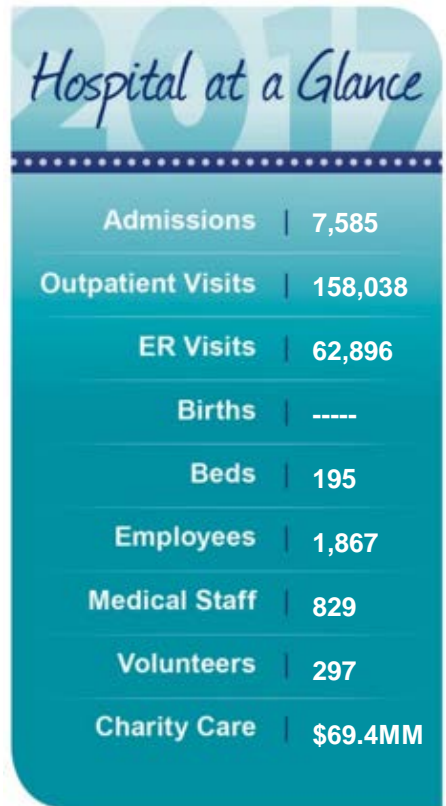 2017
Hospital at a Glance
Admissions | 7,585
Outpatient Visits | 158,038
ER Visits | 62,896
Births | -----
Beds | 195
Employees | 1,867
Medical Staff | 829
Volunteers | 297
Charity Care | $69.4MM